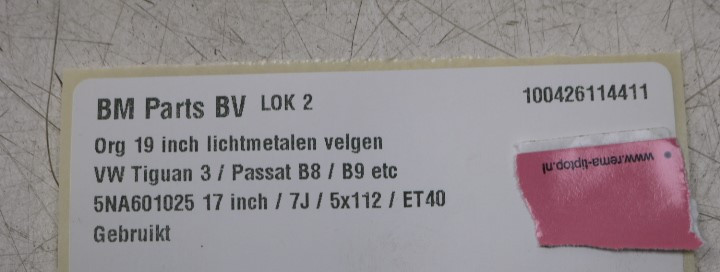 BM Parts BV LOK 2 100426114411
Org 19 inch lichtmetalen velgen
VW Tiguan 3 / Passat B8 / B9 etc
5NA601025 17 inch / 7J / 5x112 / ET40
Gebruikt
www.rema-tiptop.nl